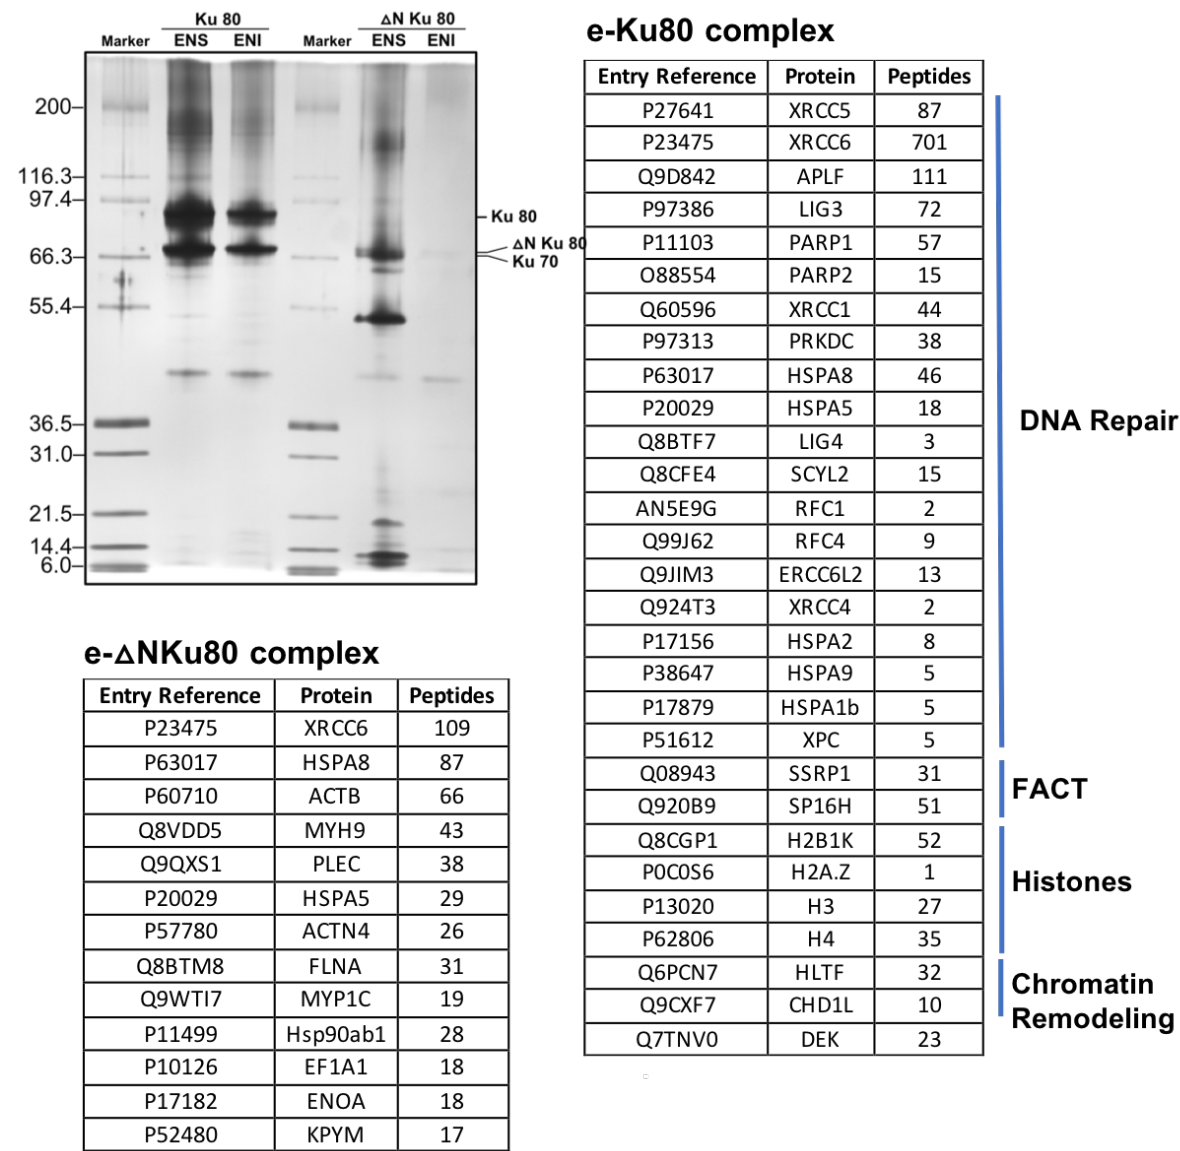 Ku 80
ΔN Ku 80
Marker ENS ENI Marker ENS ENI
200
116.3
97.4
66.3
55.4
36.5
31.0
21.5
14.4
6.0
Ku 80
ΔN Ku 80
Ku 70
e-ΔNKu80 complex
Entry Reference Protein Peptides
P23475 XRCC6 109
P63017 HSPA8 87
P60710 ACTB 66
Q8VDD5 MYH9 43
Q9QXS1 PLEC 38
P20029 HSPA5 29
P57780 ACTN4 26
Q8BTM8 FLNA 31
Q9WTI7 MYP1C 19
P11499 Hsp90ab1 28
P10126 EF1A1 18
P17182 ENOA 18
P52480 KPYM 17
e-Ku80 complex
Entry Reference Protein Peptides
P27641 XRCC5 87
P23475 XRCC6 701
Q9D842 APLF 111
P97386 LIG3 72
P11103 PARP1 57
O88554 PARP2 15
Q60596 XRCC1 44
P97313 PRKDC 38
P63017 HSPA8 46
P20029 HSPA5 18
Q8BTF7 LIG4 3
Q8CFE4 SCYL2 15
AN5E9G RFC1 2
Q99J62 RFC4 9
Q9JIM3 ERCC6L2 13
Q924T3 XRCC4 2
P17156 HSPA2 8
P38647 HSPA9 5
P17879 HSPA1b 5
P51612 XPC 5
Q08943 SSRP1 31
Q920B9 SP16H 51
Q8CGP1 H2B1K 52
P0C0S6 H2A.Z 1
P13020 H3 27
P62806 H4 35
Q6PCN7 HLTF 32
Q9CXF7 CHD1L 10
Q7TNV0 DEK 23
DNA Repair
FACT
Histones
Chromatin
Remodeling